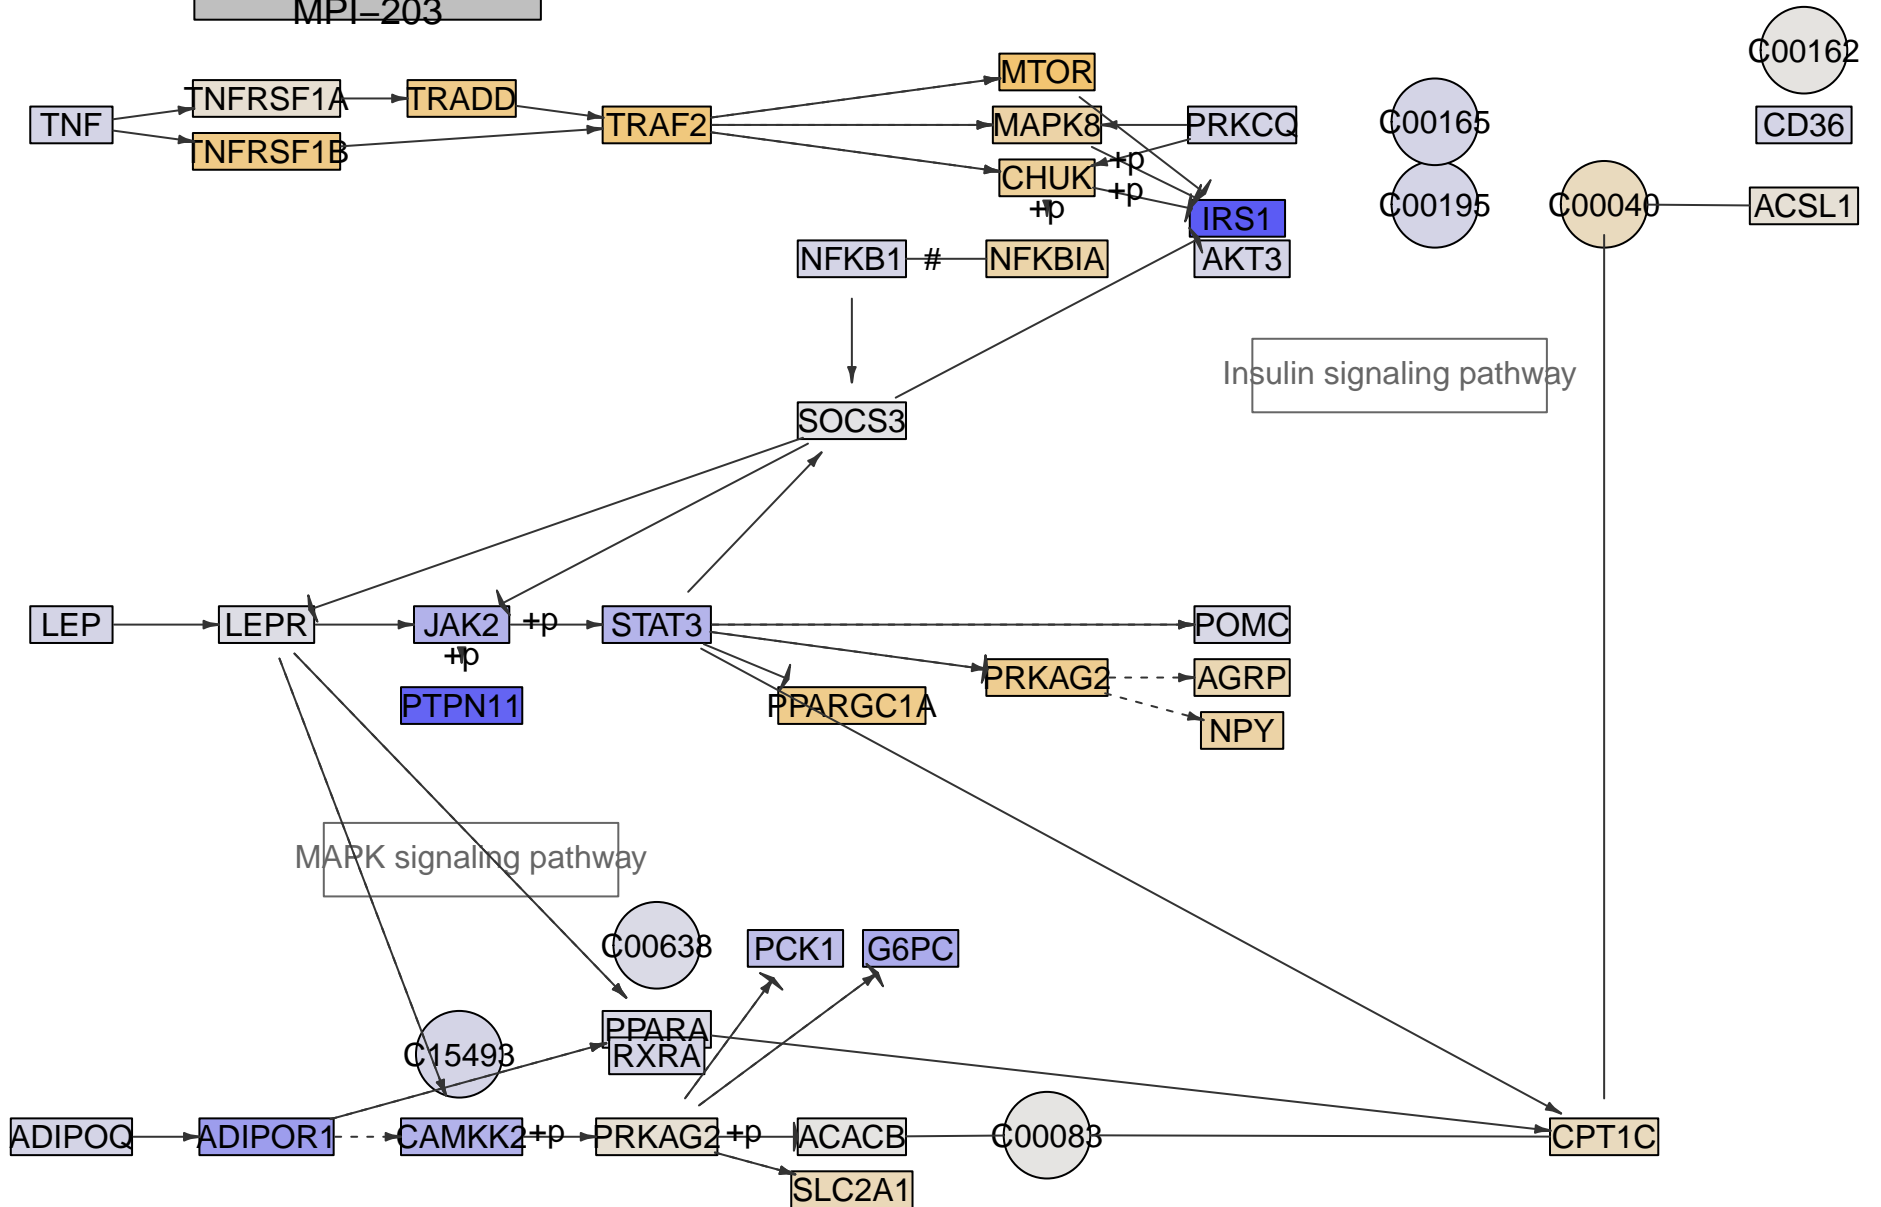 MPI–203
C00162
TNF
TNFRSF1A
TRADD
TNFRSF1B
TRAF2
MTOR
MAPK8
PRKCQ
CHUK
+p
+p
+p
IRS1
C00165
C00195
CD36
C00040
ACSL1
NFKB1
#
NFKBIA
AKT3
Insulin signaling pathway
SOCS3
LEP
LEPR
JAK2
+p
STAT3
POMC
+p
PTPN11
PPARGC1A
PRKAG2
AGRP
NPY
MAPK signaling pathway
C00638
PCK1
G6PC
C15493
PPARA
RXRA
ADIPOQ
ADIPOR1
CAMKK2
+p
PRKAG2
+p
ACACB
C00083
CPT1C
SLC2A1